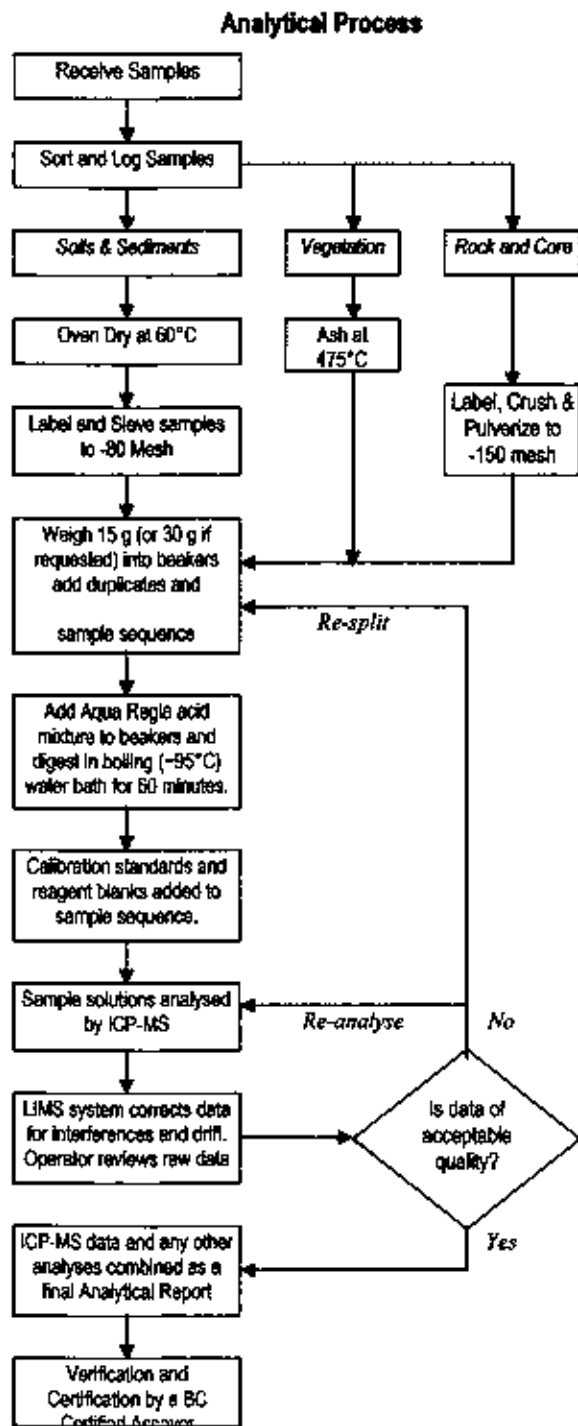 Analytical Process
Receive Samples
Sort and Log Samples
Soils & Sediments
Vegetation
Rock and Core
Oven Dry at 60°C
Ash at
475°C
Label and Sieve samples
to -80 Mesh
Label, Crush &
Pulverize to
-150 mesh
Weigh 15 g (or 30 g if
requested) into beakers
add duplicates and
sample sequence
Re-split
Add Aqua Regia acid
mixture to beakers and
digest in boiling (~95°C)
water bath for 60 minutes.
Calibration standards and
reagent blanks added to
sample sequence.
Sample solutions analysed
by ICP-MS
Re-analyse
No
LIMS system corrects data
for interferences and drift.
Operator reviews raw data
Is data of
acceptable
quality?
Yes
ICP-MS data and any other
analyses combined as a
final Analytical Report
Verification and
Certification by a BC
Certified Assayer